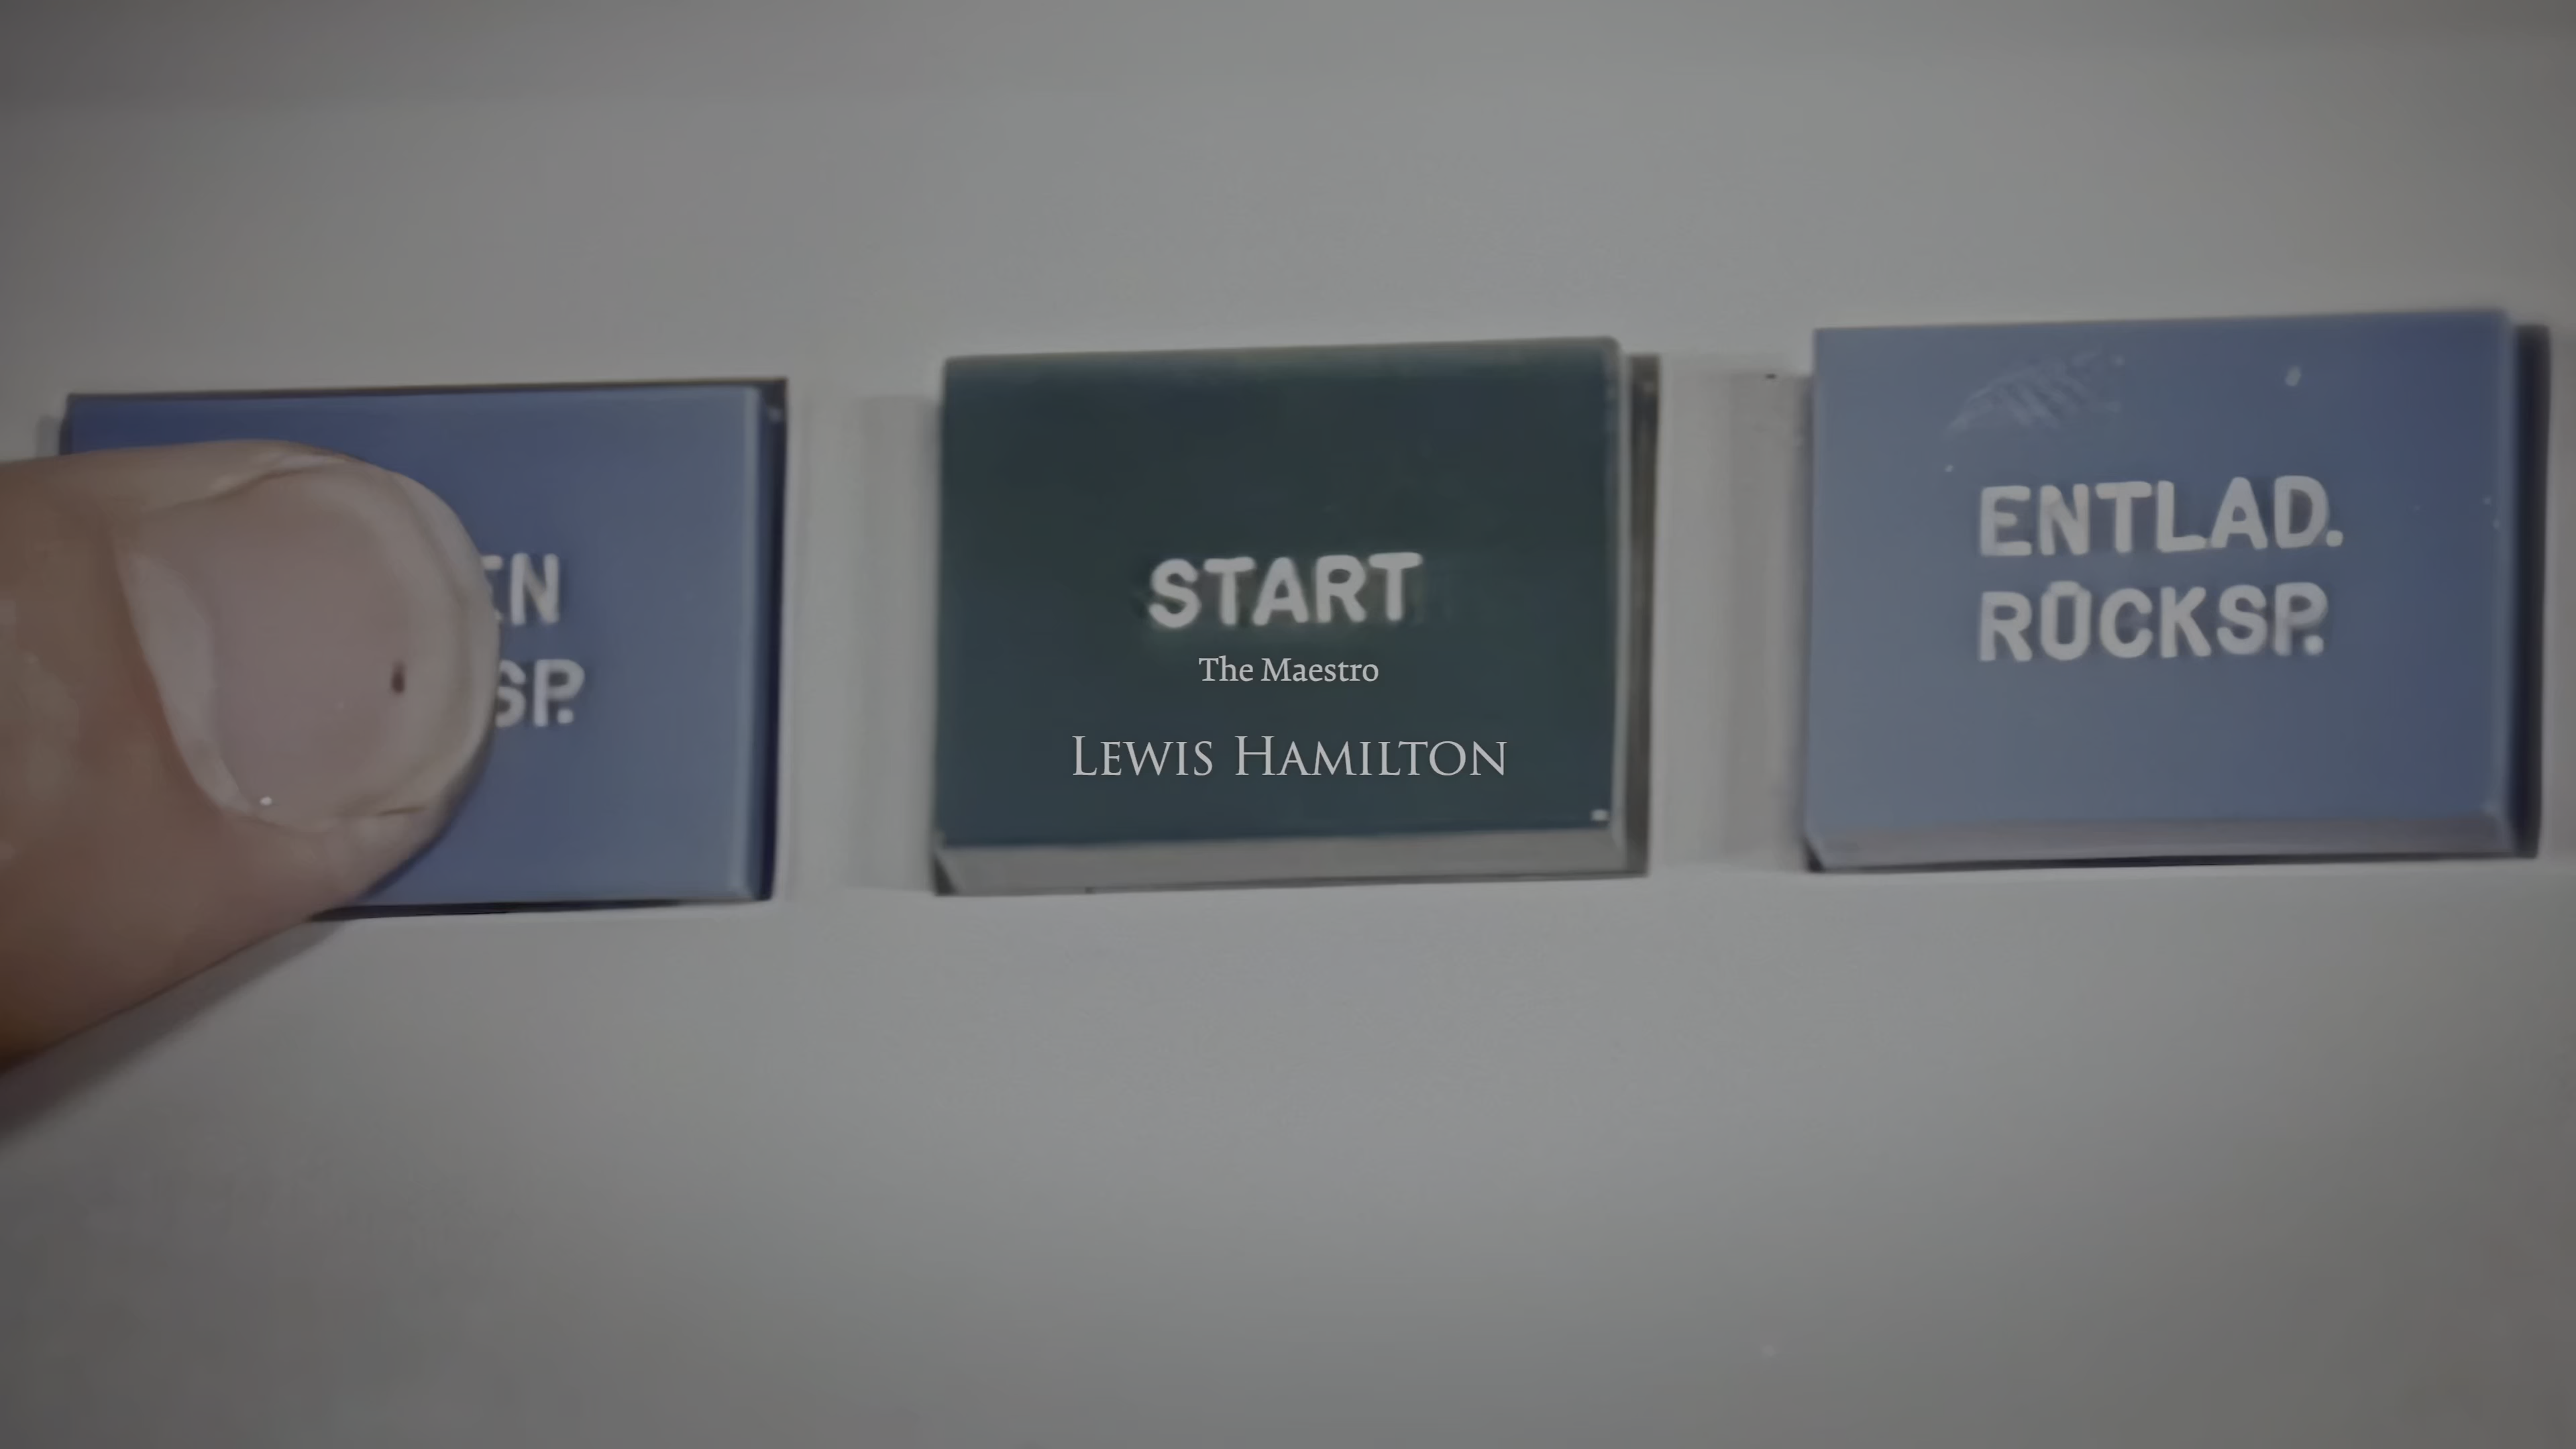 START
The Maestro
LEWIS HAMILTON
ENTLAD.
RÜCKSP.